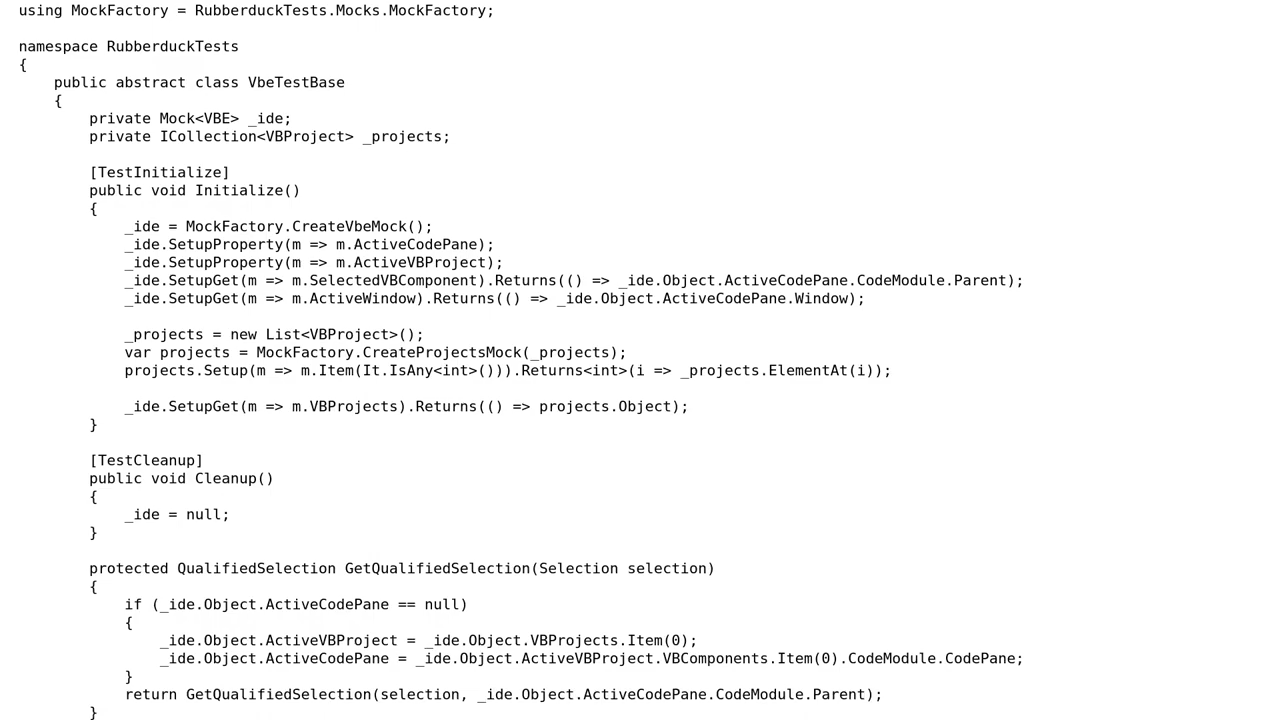 using MockFactory = RubberduckTests.Mocks.MockFactory;

namespace RubberduckTests
{
    public abstract class VbeTestBase
    {
        private Mock<VBE> _ide;
        private ICollection<VBProject> _projects;

        [TestInitialize]
        public void Initialize()
        {
            _ide = MockFactory.CreateVbeMock();
            _ide.SetupProperty(m => m.ActiveCodePane);
            _ide.SetupProperty(m => m.ActiveVBProject);
            _ide.SetupGet(m => m.SelectedVBComponent).Returns(() => _ide.Object.ActiveCodePane.CodeModule.Parent);
            _ide.SetupGet(m => m.ActiveWindow).Returns(() => _ide.Object.ActiveCodePane.Window);

            _projects = new List<VBProject>();
            var projects = MockFactory.CreateProjectsMock(_projects);
            projects.Setup(m => m.Item(It.IsAny<int>())).Returns<int>(i => _projects.ElementAt(i));

            _ide.SetupGet(m => m.VBProjects).Returns(() => projects.Object);
        }

        [TestCleanup]
        public void Cleanup()
        {
            _ide = null;
        }

        protected QualifiedSelection GetQualifiedSelection(Selection selection)
        {
            if (_ide.Object.ActiveCodePane == null)
            {
                _ide.Object.ActiveVBProject = _ide.Object.VBProjects.Item(0);
                _ide.Object.ActiveCodePane = _ide.Object.ActiveVBProject.VBComponents.Item(0).CodeModule.CodePane;
            }
            return GetQualifiedSelection(selection, _ide.Object.ActiveCodePane.CodeModule.Parent);
        }